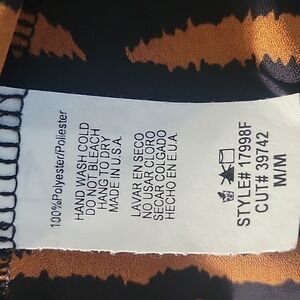 100%Polyester/Poliester
HAND WASH COLD
DO NOT BLEACH
HANG TO DRY
MADE IN U.S.A.
LAVAR EN SECO
NO USAR CLORO
SECAR COLGADO
HECHO EN E.U.A.
STYLE# 17998F
CUT# 39742
M/M